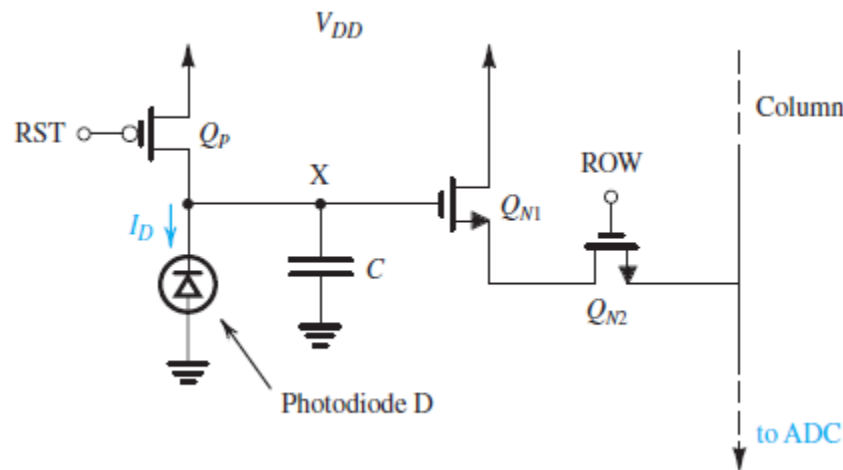 V_DD
RST
Q_P
Column
ROW
X
Q_N1
I_D
C
Q_N2
Photodiode D
to ADC